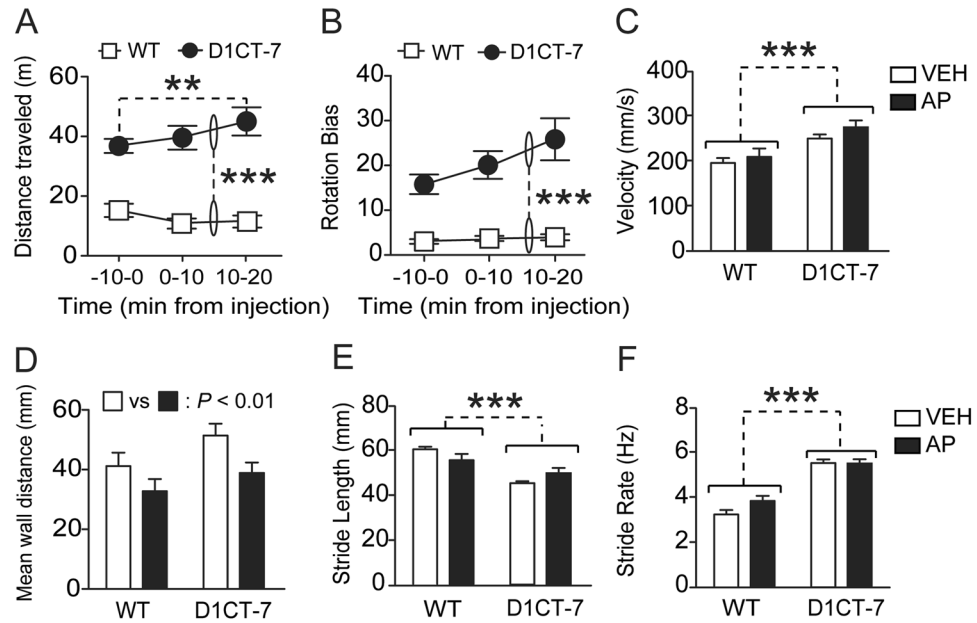 A
WT D1CT-7
Distance traveled (m)
60
40
20
0
**
***
-10-0 0-10 10-20
Time (min from injection)
B
WT D1CT-7
Rotation Bias
40
30
20
10
0
***
-10-0 0-10 10-20
Time (min from injection)
C
Velocity (mm/s)
400
300
200
100
0
***
VEH
AP
WT D1CT-7
D
Mean wall distance (mm)
vs : P < 0.01
60
40
20
0
WT D1CT-7
E
Stride Length (mm)
80
60
40
20
0
***
WT D1CT-7
F
Stride Rate (Hz)
8
6
4
2
0
***
VEH
AP
WT D1CT-7